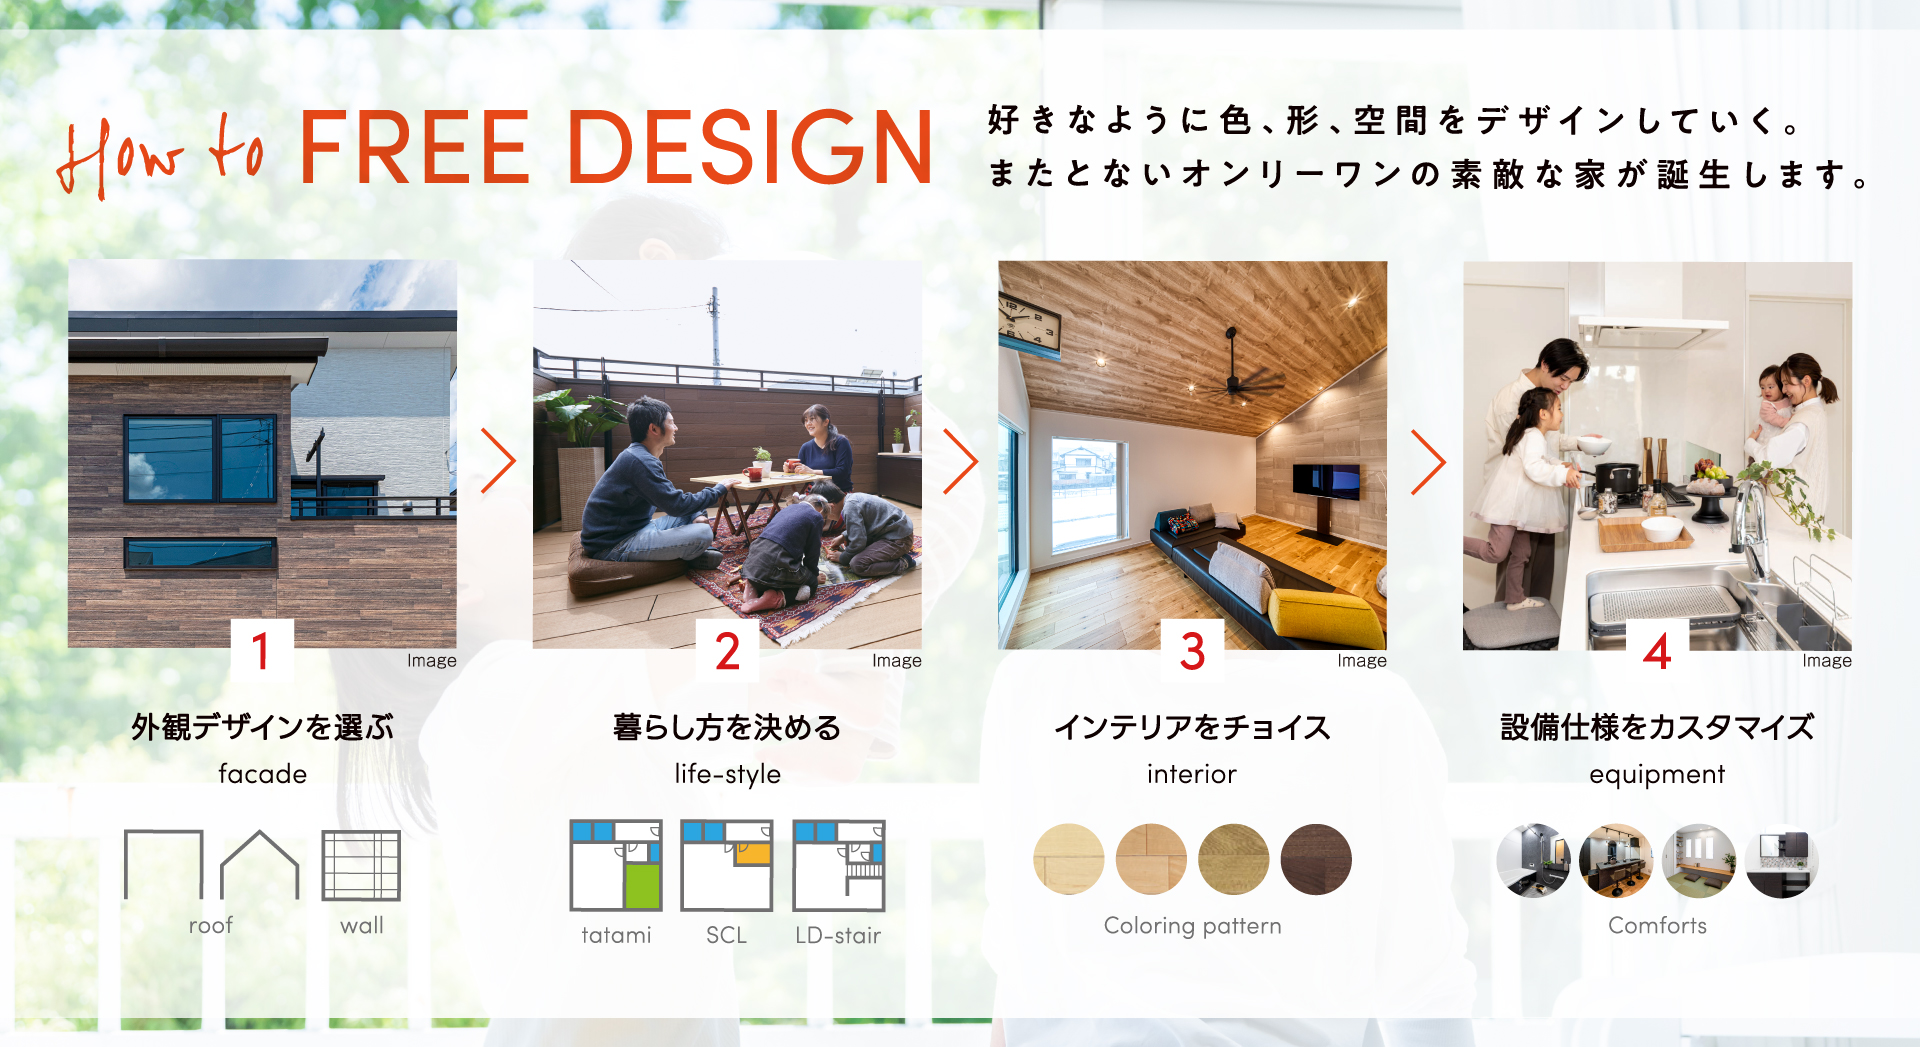 How to FREE DESIGN
好きなように色、形、空間をデザインしていく。
またとないオンリーワンの素敵な家が誕生します。
1
Image
外観デザインを選ぶ
facade
roof
wall
2
Image
暮らし方を決める
life-style
tatami
SCL
LD-stair
3
Image
インテリアをチョイス
interior
Coloring pattern
4
Image
設備仕様をカスタマイズ
equipment
Comforts